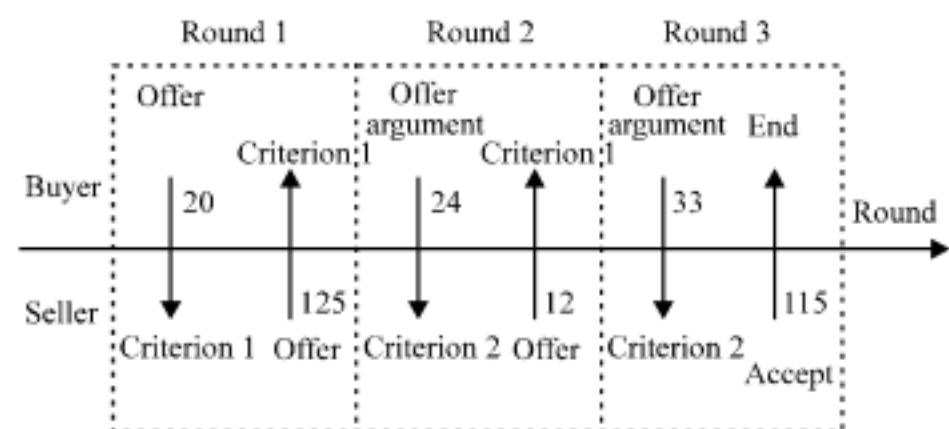 Round 1
Round 2
Round 3
Offer
Offer
argument
Offer
argument
End
Criterion 1
Criterion 1
Buyer
20
24
33
Round
Seller
125
12
115
Criterion 1
Offer
Criterion 2
Offer
Criterion 2
Accept